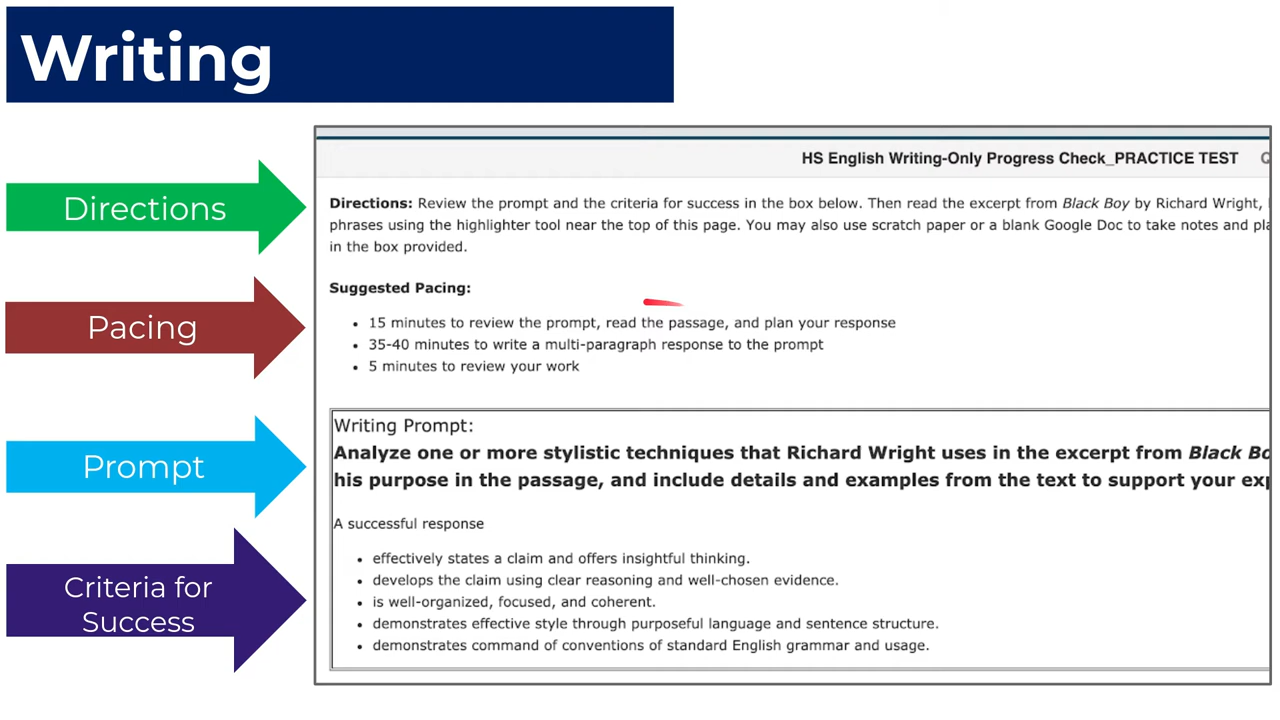 Writing
Directions
Pacing
Prompt
Criteria for
Success
HS English Writing-Only Progress Check_PRACTICE TEST
Directions: Review the prompt and the criteria for success in the box below. Then read the excerpt from Black Boy by Richard Wright,
phrases using the highlighter tool near the top of this page. You may also use scratch paper or a blank Google Doc to take notes and
in the box provided.
Suggested Pacing:
• 15 minutes to review the prompt, read the passage, and plan your response
• 35-40 minutes to write a multi-paragraph response to the prompt
• 5 minutes to review your work
Writing Prompt:
Analyze one or more stylistic techniques that Richard Wright uses in the excerpt from Black
his purpose in the passage, and include details and examples from the text to support your
A successful response
• effectively states a claim and offers insightful thinking.
• develops the claim using clear reasoning and well-chosen evidence.
• is well-organized, focused, and coherent.
• demonstrates effective style through purposeful language and sentence structure.
• demonstrates command of conventions of standard English grammar and usage.